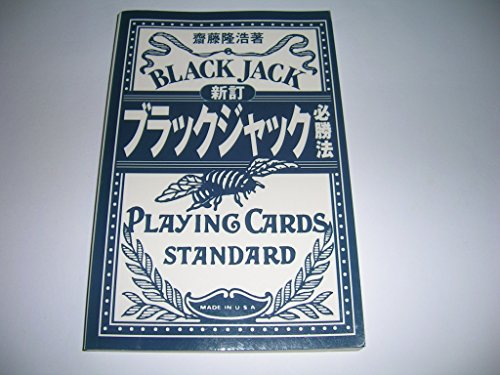 齋藤隆浩著
BLACK JACK
新訂
ブラックジャック必勝法
PLAYING CARDS
STANDARD
MADE IN U.S.A